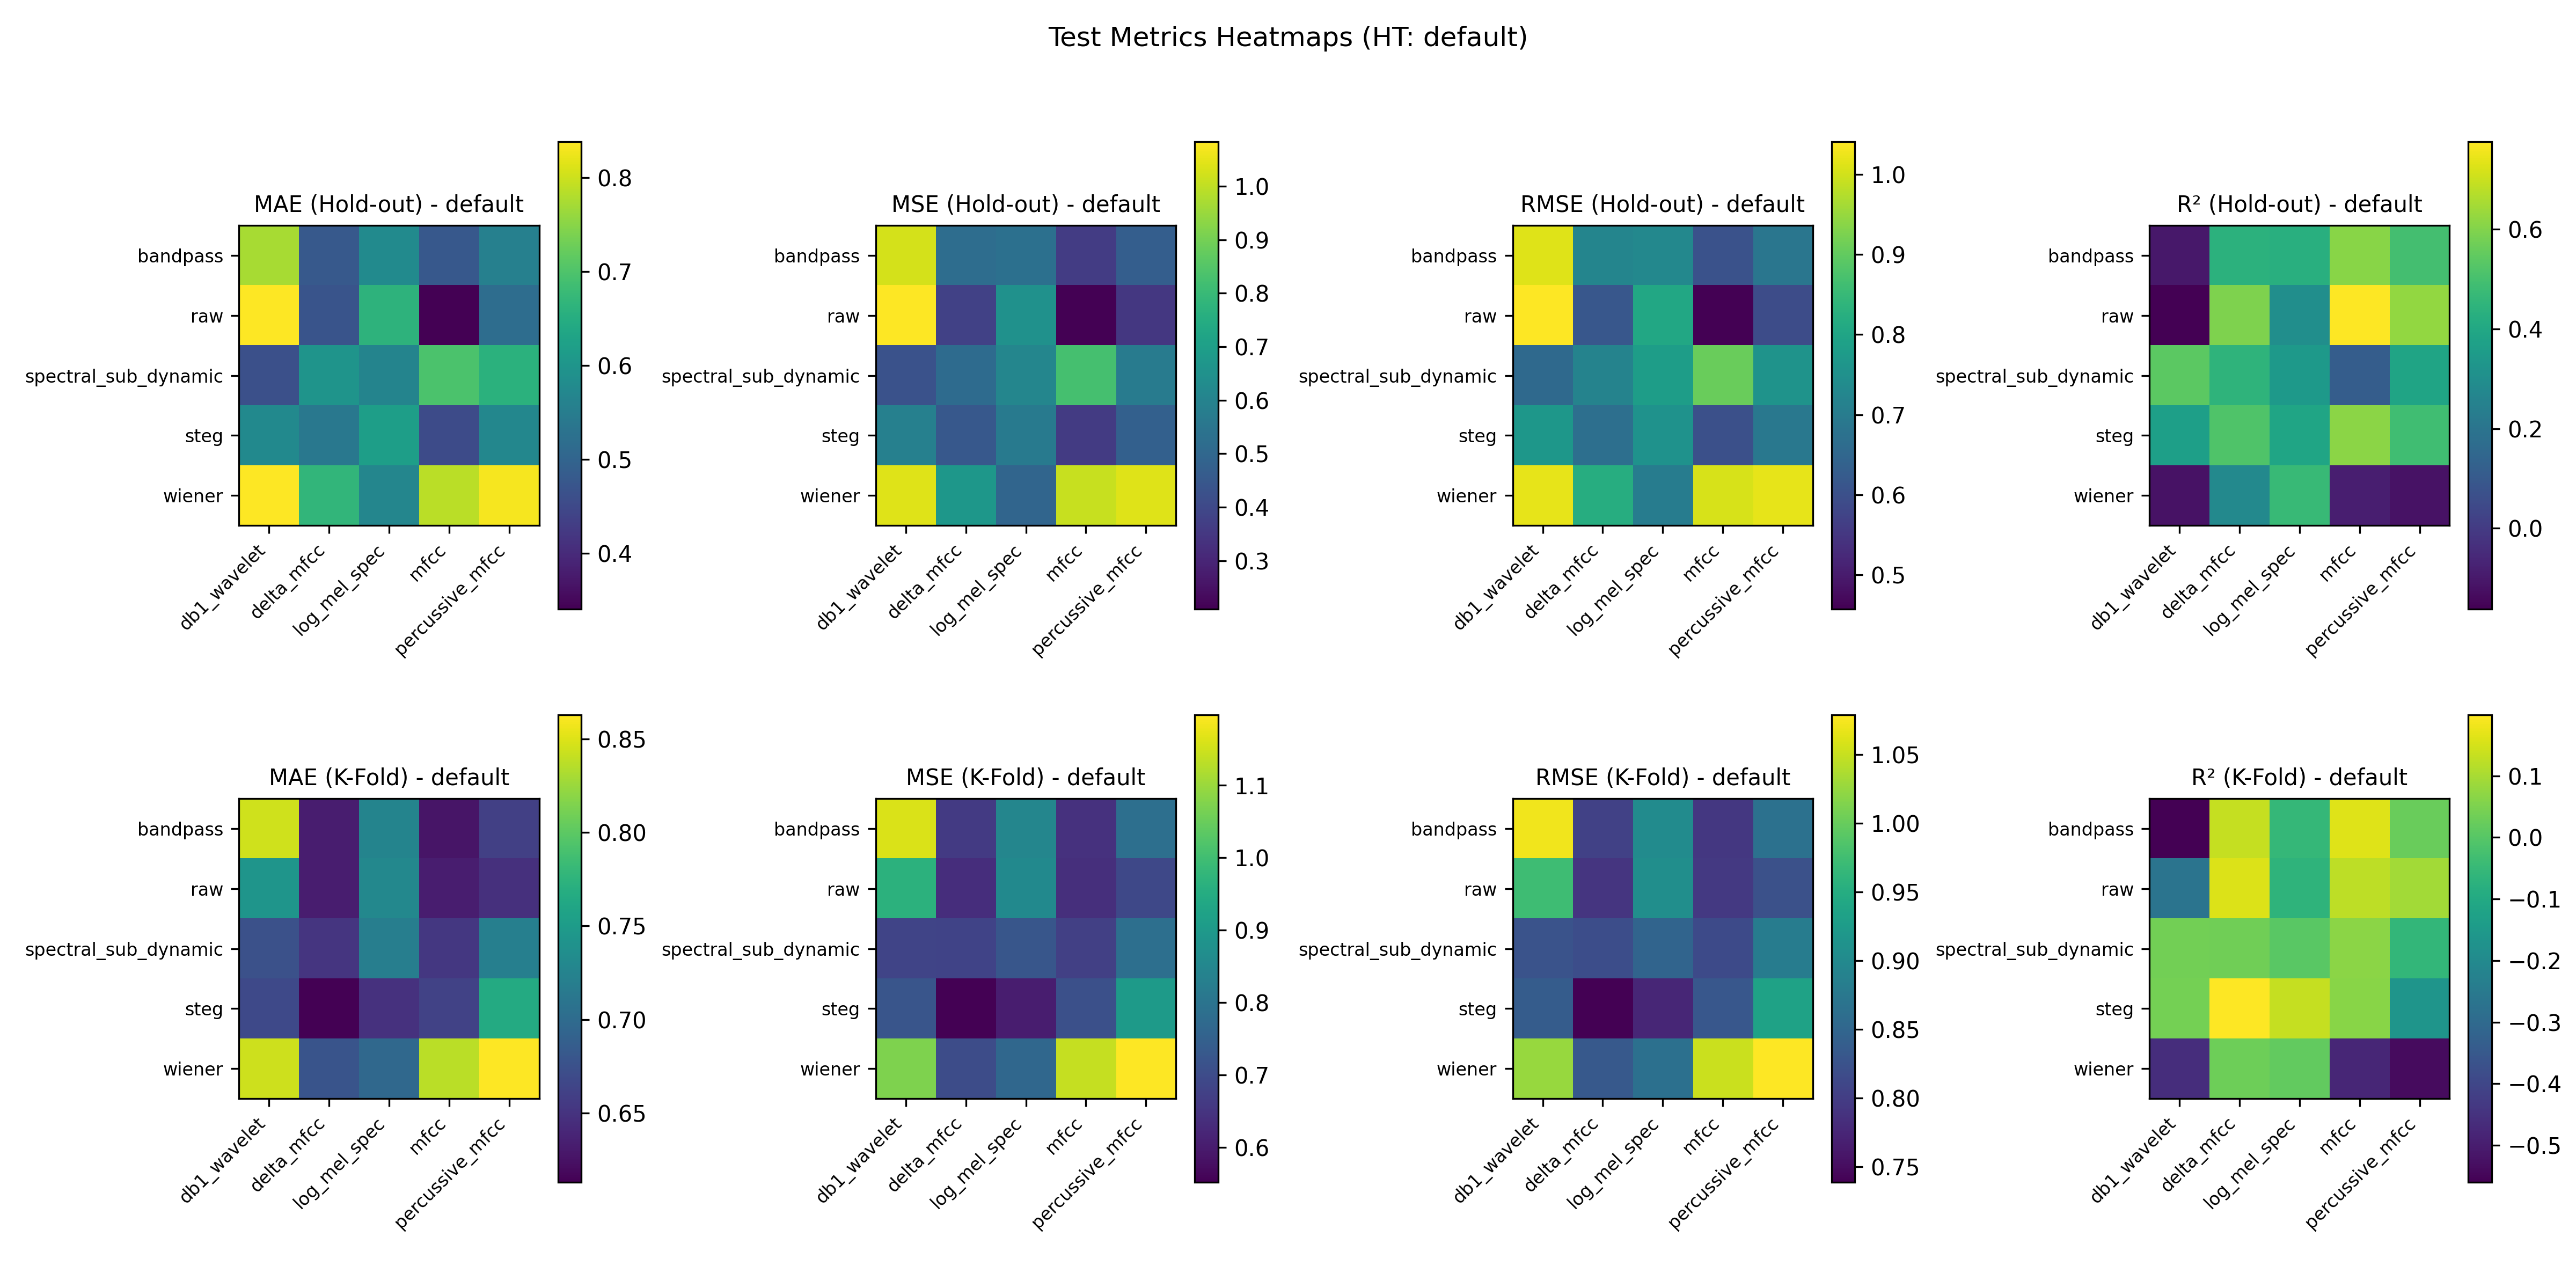 Test Metrics Heatmaps (HT: default)
MAE (Hold-out) - default
bandpass
raw
spectral_sub_dynamic
steg
wiener
db1_wavelet
delta_mfcc
log_mel_spec
mfcc
percussive_mfcc
0.8
0.7
0.6
0.5
0.4
MSE (Hold-out) - default
bandpass
raw
spectral_sub_dynamic
steg
wiener
db1_wavelet
delta_mfcc
log_mel_spec
mfcc
percussive_mfcc
1.0
0.9
0.8
0.7
0.6
0.5
0.4
0.3
RMSE (Hold-out) - default
bandpass
raw
spectral_sub_dynamic
steg
wiener
db1_wavelet
delta_mfcc
log_mel_spec
mfcc
percussive_mfcc
1.0
0.9
0.8
0.7
0.6
0.5
R² (Hold-out) - default
bandpass
raw
spectral_sub_dynamic
steg
wiener
db1_wavelet
delta_mfcc
log_mel_spec
mfcc
percussive_mfcc
0.6
0.4
0.2
0.0
MAE (K-Fold) - default
bandpass
raw
spectral_sub_dynamic
steg
wiener
db1_wavelet
delta_mfcc
log_mel_spec
mfcc
percussive_mfcc
0.85
0.80
0.75
0.70
0.65
MSE (K-Fold) - default
bandpass
raw
spectral_sub_dynamic
steg
wiener
db1_wavelet
delta_mfcc
log_mel_spec
mfcc
percussive_mfcc
1.1
1.0
0.9
0.8
0.7
0.6
RMSE (K-Fold) - default
bandpass
raw
spectral_sub_dynamic
steg
wiener
db1_wavelet
delta_mfcc
log_mel_spec
mfcc
percussive_mfcc
1.05
1.00
0.95
0.90
0.85
0.80
0.75
R² (K-Fold) - default
bandpass
raw
spectral_sub_dynamic
steg
wiener
db1_wavelet
delta_mfcc
log_mel_spec
mfcc
percussive_mfcc
0.1
0.0
−0.1
−0.2
−0.3
−0.4
−0.5